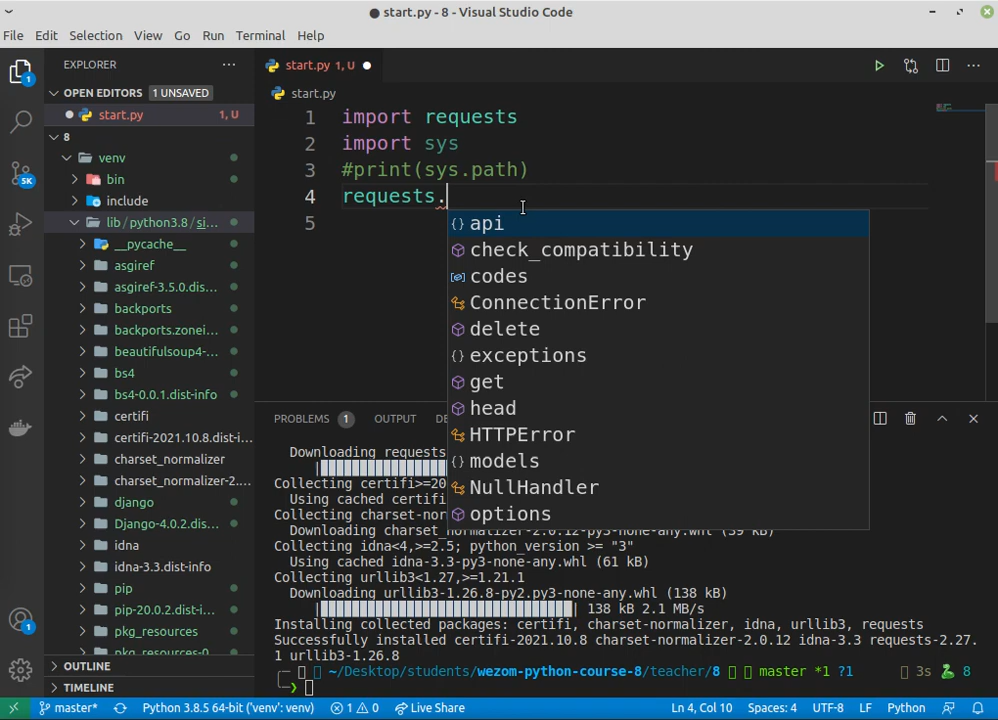 start.py - 8 - Visual Studio Code
File Edit Selection View Go Run Terminal Help
EXPLORER
OPEN EDITORS 1 UNSAVED
start.py 1, U
8
venv
bin
include
lib / python3.8 / si...
__pycache__
asgiref
asgiref-3.5.0.dis...
backports
backports.zonei...
beautifulsoup4-...
bs4
bs4-0.0.1.dist-info
certifi
certifi-2021.10.8.dist-i...
charset_normalizer
charset_normalizer-2....
django
Django-4.0.2.dis...
idna
idna-3.3.dist-info
pip
pip-20.0.2.dist-i...
pkg_resources
OUTLINE
TIMELINE
1
5K
1
start.py 1, U
start.py
1 import requests
2 import sys
3 #print(sys.path)
4 requests.
5
api
check_compatibility
codes
ConnectionError
delete
exceptions
get
head
HTTPError
models
NullHandler
options
PROBLEMS 1 OUTPUT DE
Downloading requests
Collecting certifi>=20
Using cached certifi
Collecting charset-nor
Downloading charset_normalizer-2.0.12-py3-none-any.whl (39 kB)
Collecting idna<4,>=2.5; python_version >= "3"
Using cached idna-3.3-py3-none-any.whl (61 kB)
Collecting urllib3<1.27,>=1.21.1
Downloading urllib3-1.26.8-py2.py3-none-any.whl (138 kB)
138 kB 2.1 MB/s
Installing collected packages: certifi, charset-normalizer, idna, urllib3, requests
Successfully installed certifi-2021.10.8 charset-normalizer-2.0.12 idna-3.3 requests-2.27.
1 urllib3-1.26.8
~/Desktop/students/wezom-python-course-8/teacher/8 master *1 ?1 3s 8
master* Python 3.8.5 64-bit ('venv': venv) 1 0 Live Share Ln 4, Col 10 Spaces: 4 UTF-8 LF Python